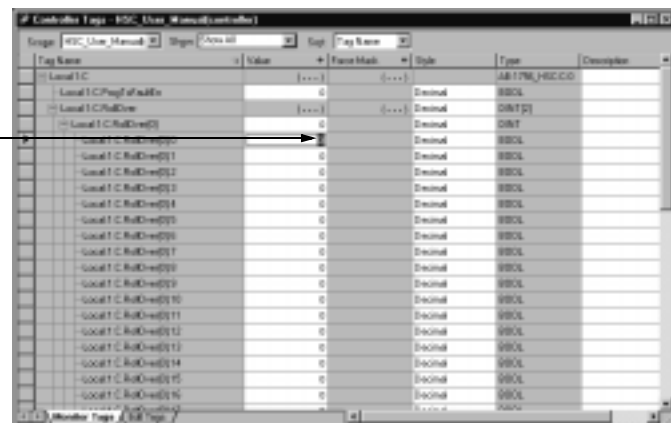 Controller Tags - HSC_User_Manual(controller)
Scope: HSC_User_Manual Show: Show All Sort: Tag Name
Tag Name Value Force Mask Style Type Description
Local:1:C {...} {...} AB:1756_HSC:C:0
Local:1:C.ProgToFaultEn 0 Decimal BOOL
Local:1:C.Rollover {...} {...} Decimal DINT[2]
Local:1:C.Rollover[0] 0 Decimal DINT
Local:1:C.Rollover[0].0 Decimal BOOL
Local:1:C.Rollover[0].1 0 Decimal BOOL
Local:1:C.Rollover[0].2 0 Decimal BOOL
Local:1:C.Rollover[0].3 0 Decimal BOOL
Local:1:C.Rollover[0].4 0 Decimal BOOL
Local:1:C.Rollover[0].5 0 Decimal BOOL
Local:1:C.Rollover[0].6 0 Decimal BOOL
Local:1:C.Rollover[0].7 0 Decimal BOOL
Local:1:C.Rollover[0].8 0 Decimal BOOL
Local:1:C.Rollover[0].9 0 Decimal BOOL
Local:1:C.Rollover[0].10 0 Decimal BOOL
Local:1:C.Rollover[0].11 0 Decimal BOOL
Local:1:C.Rollover[0].12 0 Decimal BOOL
Local:1:C.Rollover[0].13 0 Decimal BOOL
Local:1:C.Rollover[0].14 0 Decimal BOOL
Local:1:C.Rollover[0].15 0 Decimal BOOL
Local:1:C.Rollover[0].16 0 Decimal BOOL
Monitor Tags Edit Tags